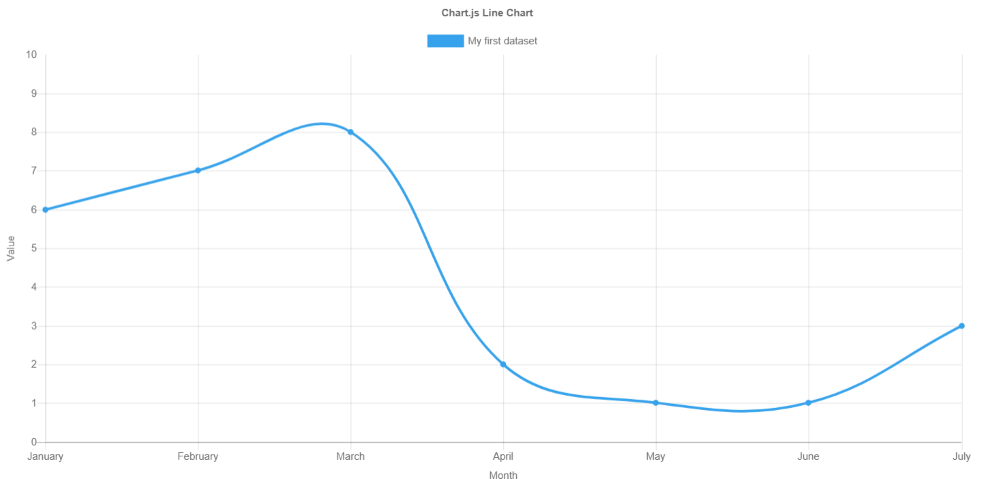 Chart.js Line Chart
My first dataset
10
9
8
7
6
5
4
3
2
1
0
Value
January
February
March
April
May
June
July
Month